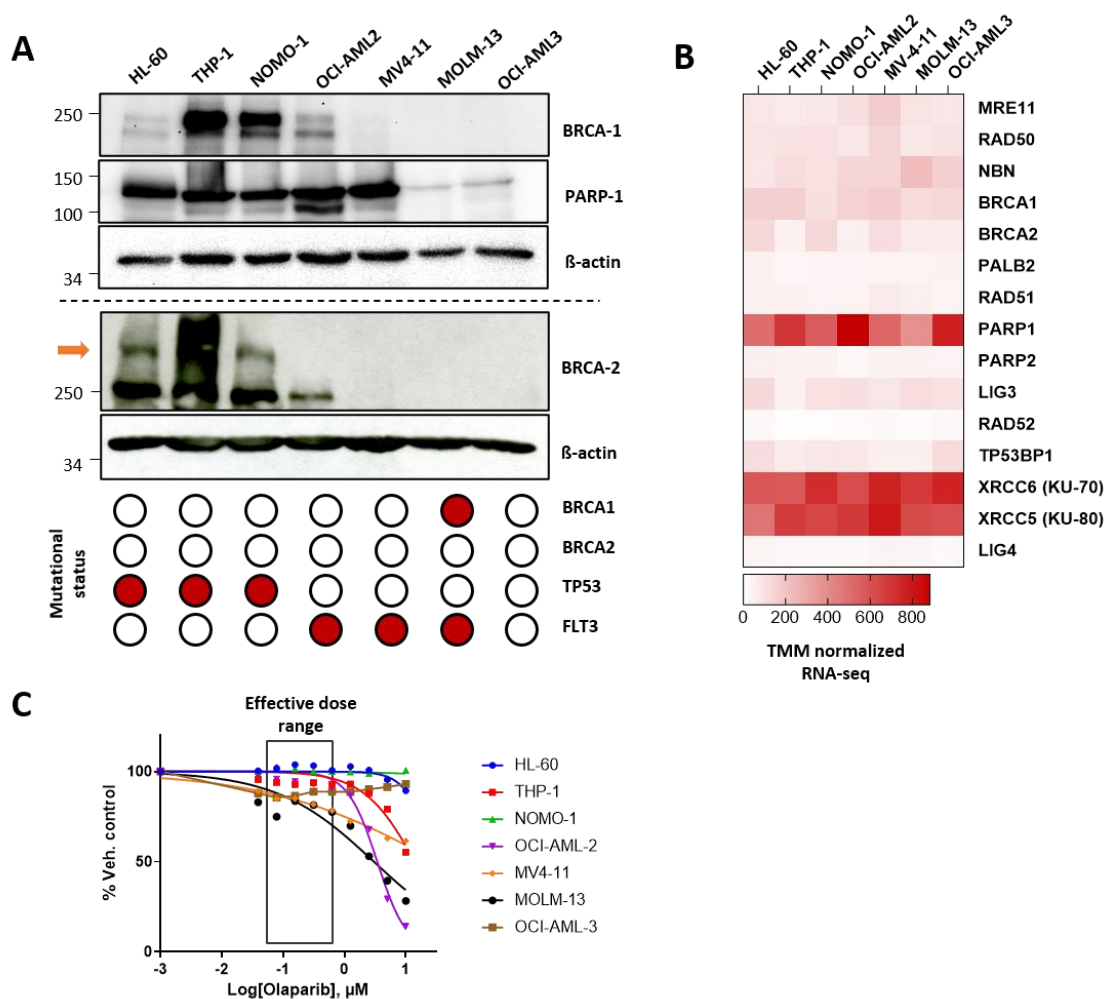 A
HL-60
THP-1
NOMO-1
OCI-AML2
MV4-11
MOLM-13
OCI-AML3
250
BRCA-1
150
100
PARP-1
34
ß-actin
250
BRCA-2
34
ß-actin
Mutational
status
BRCA1
BRCA2
TP53
FLT3
B
HL-60
THP-1
NOMO-1
OCI-AML2
MV-4-11
MOLM-13
OCI-AML3
MRE11
RAD50
NBN
BRCA1
BRCA2
PALB2
RAD51
PARP1
PARP2
LIG3
RAD52
TP53BP1
XRCC6 (KU-70)
XRCC5 (KU-80)
LIG4
0 200 400 600 800
TMM normalized
RNA-seq
C
Effective dose
range
% Veh. control
100
50
0
-3 -2 -1 0 1
Log[Olaparib], µM
HL-60
THP-1
NOMO-1
OCI-AML-2
MV4-11
MOLM-13
OCI-AML-3